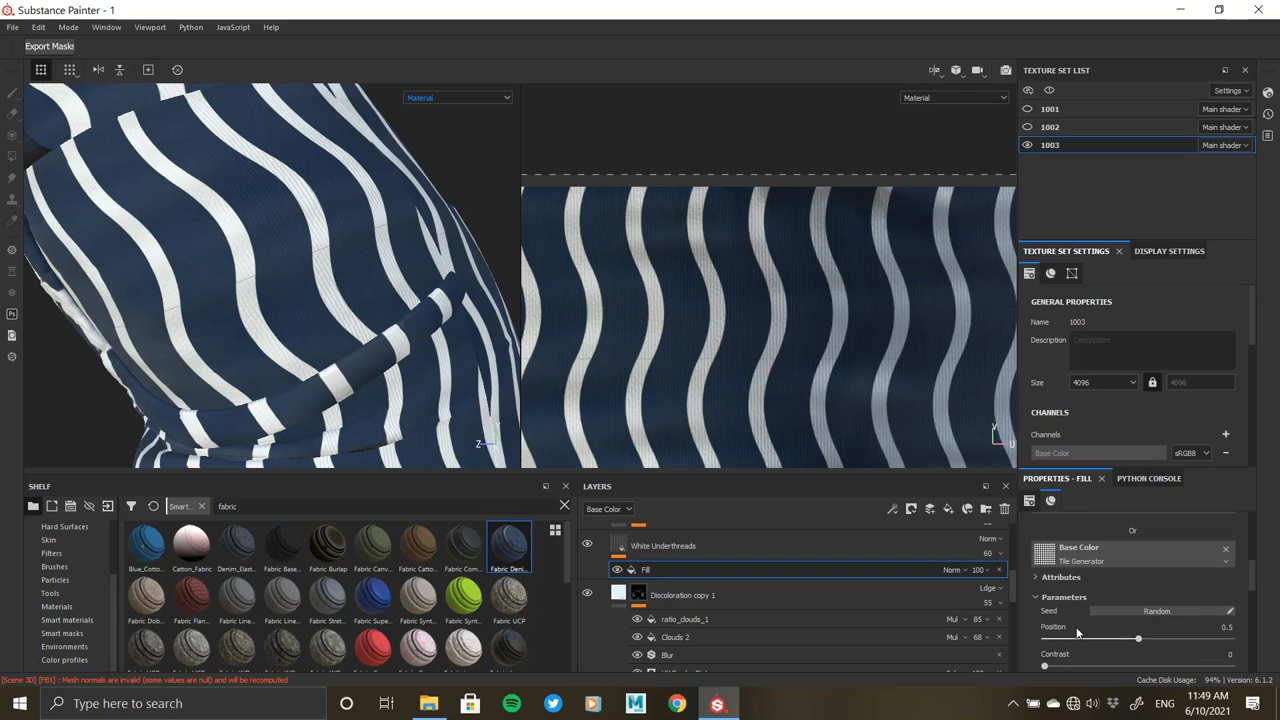 Substance Painter - 1
File Edit Mode Window Viewport Python JavaScript Help
Export Masks
Material
Material
TEXTURE SET LIST
Settings
1001 Main shader
1002 Main shader
1003 Main shader
TEXTURE SET SETTINGS DISPLAY SETTINGS
GENERAL PROPERTIES
Name 1003
Description Description
Size 4096 4096
CHANNELS
Channels
Base Color sRGB8
PROPERTIES - FILL PYTHON CONSOLE
Or
Base Color
Tile Generator
Attributes
Parameters
Seed Random
Position 0.5
Contrast 0
Z
V
U
SHELF
Smart... fabric
Hard Surfaces
Skin
Filters
Brushes
Particles
Tools
Materials
Smart materials
Smart masks
Environments
Color profiles
Blue_Cotto... Catton_Fabric Denim_Elast... Fabric Base... Fabric Burlap Fabric Canv... Fabric Cotta... Fabric Com... Fabric Deni...
Fabric Dob... Fabric Flan... Fabric Line... Fabric Line... Fabric Stret... Fabric Supe... Fabric Synt... Fabric Synt... Fabric UCP
LAYERS
Base Color
Norm
White Underthreads 60
Fill Norm 100
Ldge
Discoloration copy 1 55
ratio_clouds_1 Mul 85
Clouds 2 Mul 68
Blur
[Scene 3D] [FBX] : Mesh normals are invalid (some values are null) and will be recomputed
Cache Disk Usage: 94% | Version: 6.1.2
Type here to search
ENG
11:49 AM
6/10/2021